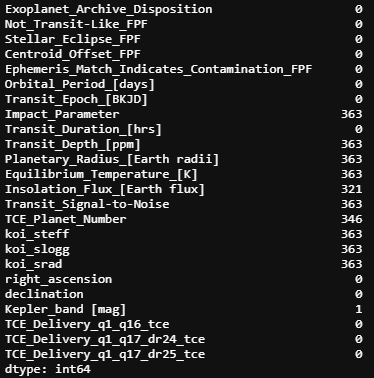 Exoplanet_Archive_Disposition 0
Not_Transit-Like_FPF 0
Stellar_Eclipse_FPF 0
Centroid_Offset_FPF 0
Ephemeris_Match_Indicates_Contamination_FPF 0
Orbital_Period_[days] 0
Transit_Epoch_[BKJD] 0
Impact_Parameter 363
Transit_Duration_[hrs] 0
Transit_Depth_[ppm] 363
Planetary_Radius_[Earth radii] 363
Equilibrium_Temperature_[K] 363
Insolation_Flux_[Earth flux] 321
Transit_Signal-to-Noise 363
TCE_Planet_Number 346
koi_steff 363
koi_slogg 363
koi_srad 363
right_ascension 0
declination 0
Kepler_band [mag] 1
TCE_Delivery_q1_q16_tce 0
TCE_Delivery_q1_q17_dr24_tce 0
TCE_Delivery_q1_q17_dr25_tce 0
dtype: int64